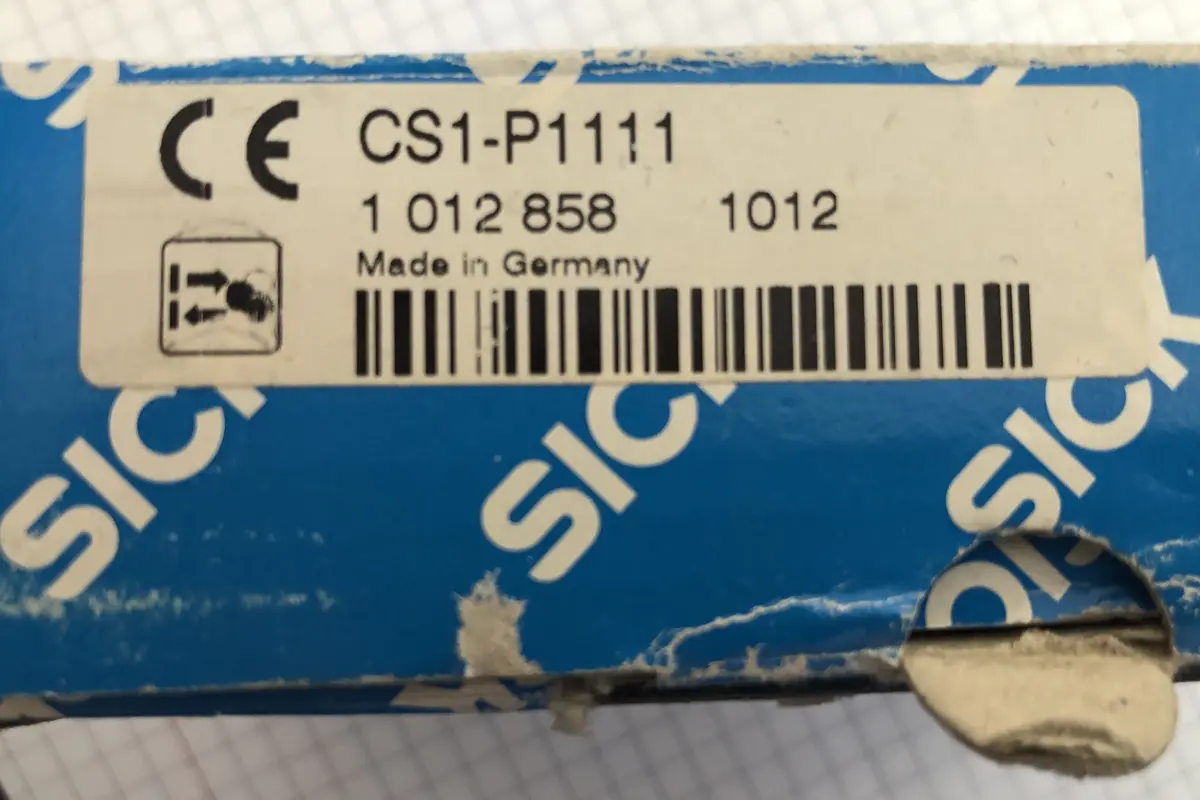 CE CS1-P1111
1 012 858 1012
Made in Germany
SICK
SICK
SICK